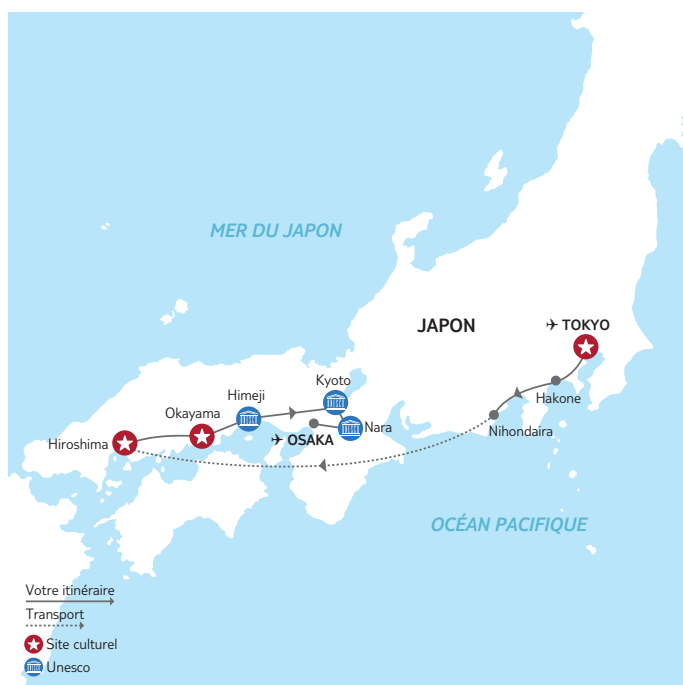 MER DU JAPON
JAPON
TOKYO
Kyoto
Himeji
Hakone
Okayama
Nara
Nihondaira
Hiroshima
OSAKA
OCÉAN PACIFIQUE
Votre itinéraire
Transport
Site culturel
Unesco